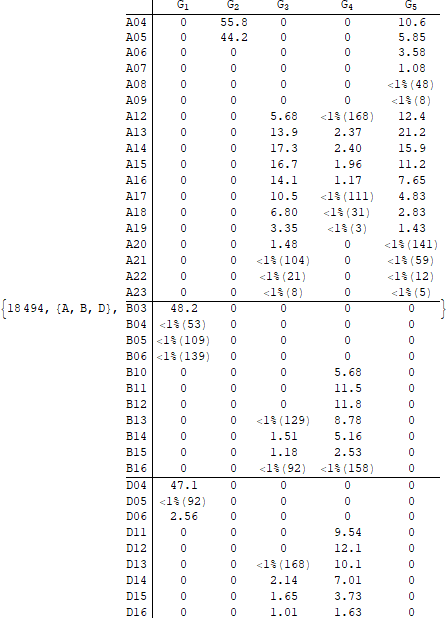 G1 G2 G3 G4 G5
A04 0 55.8 0 0 10.6
A05 0 44.2 0 0 5.85
A06 0 0 0 0 3.58
A07 0 0 0 0 1.08
A08 0 0 0 0 <1%(48)
A09 0 0 0 0 <1%(8)
A12 0 0 5.68 <1%(168) 12.4
A13 0 0 13.9 2.37 21.2
A14 0 0 17.3 2.40 15.9
A15 0 0 16.7 1.96 11.2
A16 0 0 14.1 1.17 7.65
A17 0 0 10.5 <1%(111) 4.83
A18 0 0 6.80 <1%(31) 2.83
A19 0 0 3.35 <1%(3) 1.43
A20 0 0 1.48 0 <1%(141)
A21 0 0 <1%(104) 0 <1%(59)
A22 0 0 <1%(21) 0 <1%(12)
A23 0 0 <1%(8) 0 <1%(5)
{18494, {A, B, D}, B03 48.2 0 0 0 0 }
B04 <1%(53) 0 0 0 0
B05 <1%(109) 0 0 0 0
B06 <1%(139) 0 0 0 0
B10 0 0 0 5.68 0
B11 0 0 0 11.5 0
B12 0 0 0 11.8 0
B13 0 0 <1%(129) 8.78 0
B14 0 0 1.51 5.16 0
B15 0 0 1.18 2.53 0
B16 0 0 <1%(92) <1%(158) 0
D04 47.1 0 0 0 0
D05 <1%(92) 0 0 0 0
D06 2.56 0 0 0 0
D11 0 0 0 9.54 0
D12 0 0 0 12.1 0
D13 0 0 <1%(168) 10.1 0
D14 0 0 2.14 7.01 0
D15 0 0 1.65 3.73 0
D16 0 0 1.01 1.63 0